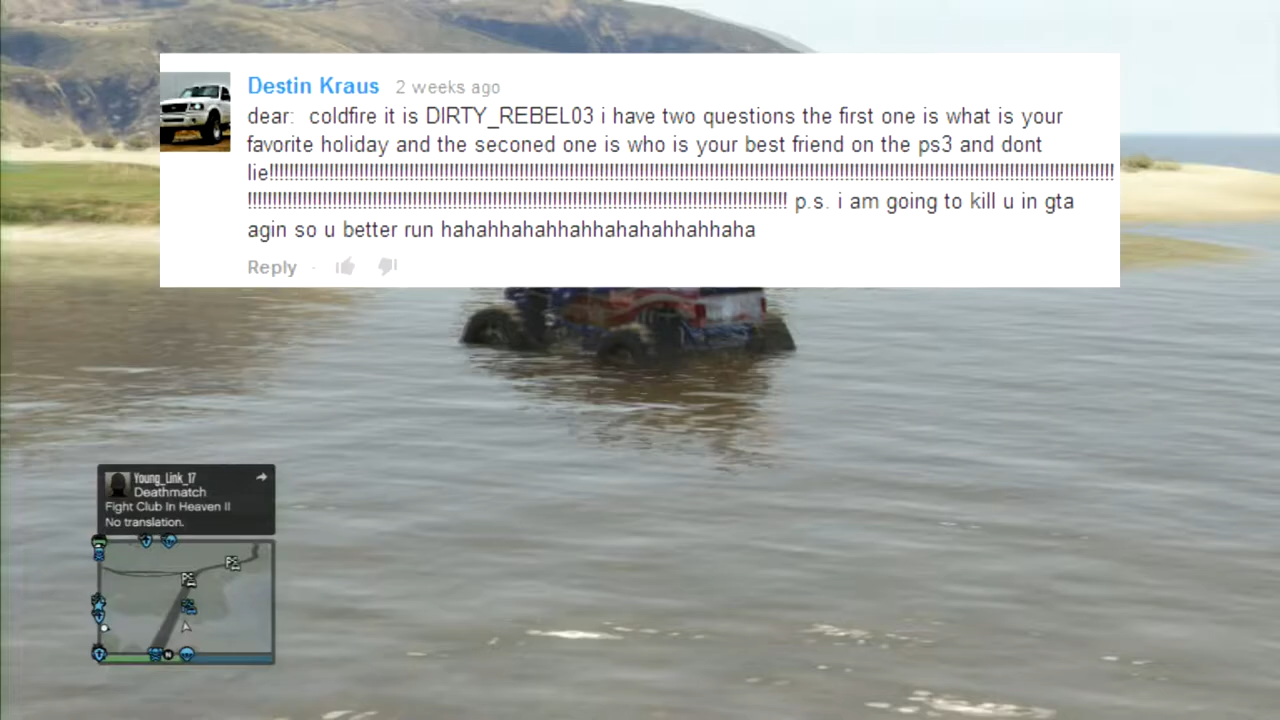 Destin Kraus 2 weeks ago
dear: coldfire it is DIRTY_REBEL03 i have two questions the first one is what is your
favorite holiday and the seconed one is who is your best friend on the ps3 and dont
lie!!!!!!!!!!!!!!!!!!!!!!!!!!!!!!!!!!!!!!!!!!!!!!!!!!!!!!!!!!!!!!!!!!!!!!!!!!!!!!!!!!!!!!!!!!!!!!!!!!!!!!!!!!!!!!!!!!!!!!!!!!!!!!!!!!!!!!!!!!!!!!!!!!!!!!!!!!!!!!!!!!!!!!!!!
!!!!!!!!!!!!!!!!!!!!!!!!!!!!!!!!!!!!!!!!!!!!!!!!!!!!!!!!!!!!!!!!!!!!!!!!!!!!!!!!!!!!!!!!!!!!!!!!!!!!!!!!!!!! p.s. i am going to kill u in gta
agin so u better run hahahhahahhahhahahahhahhaha
Reply ·
Young_Link_17
Deathmatch
Fight Club In Heaven II
No translation.
N